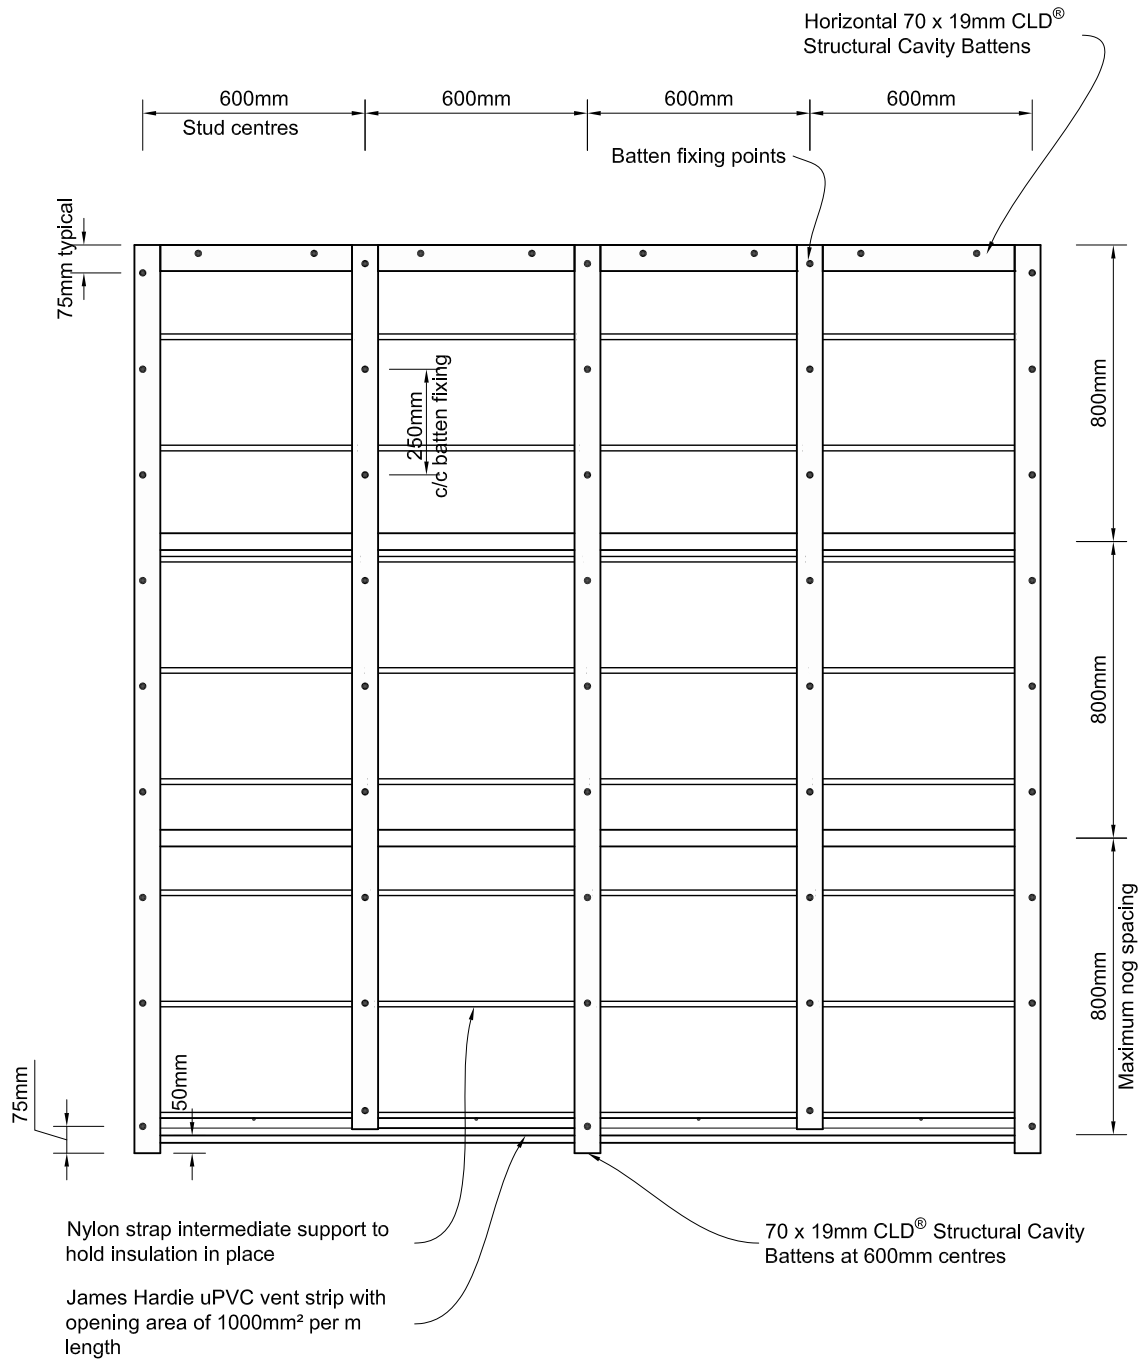 Horizontal 70 x 19mm CLD®
Structural Cavity Battens
600mm
600mm
600mm
600mm
Stud centres
Batten fixing points
75mm typical
800mm
250mm
c/c batten fixing
800mm
800mm
Maximum nog spacing
75mm
50mm
Nylon strap intermediate support to
hold insulation in place
70 x 19mm CLD® Structural Cavity
Battens at 600mm centres
James Hardie uPVC vent strip with
opening area of 1000mm² per m
length